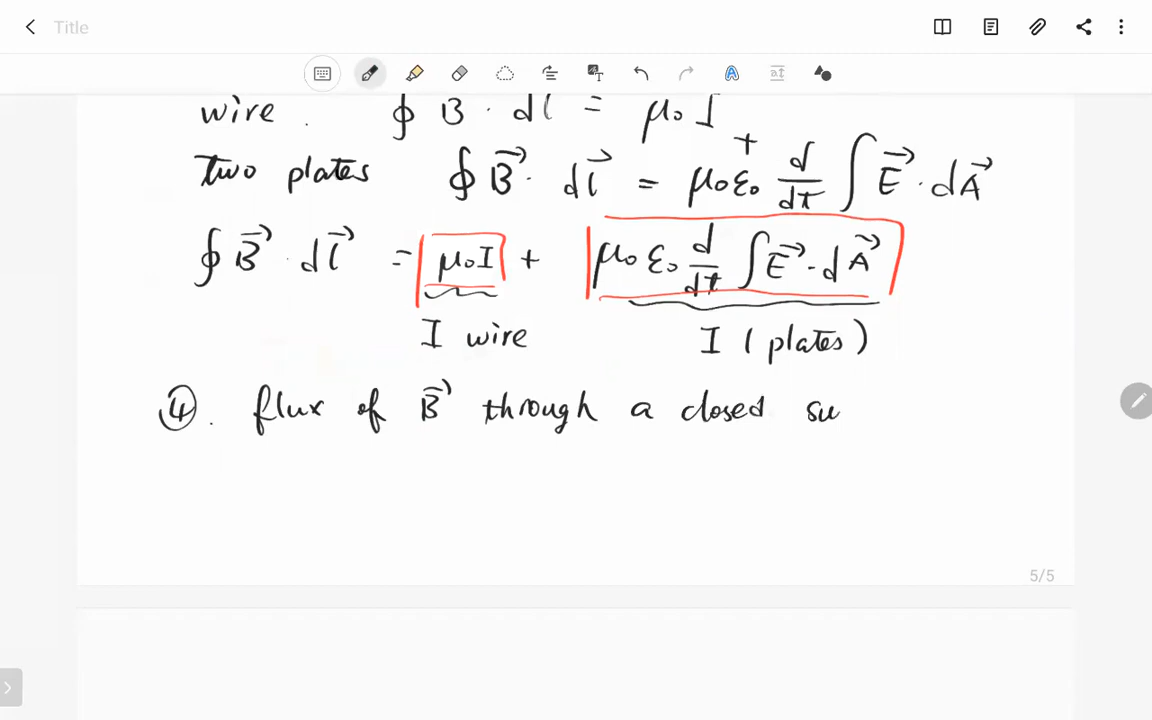 Title
wire. ∮ B · dl = μ₀ I
+
two plates ∮ B⃗ · dl⃗ = μ₀ε₀ d/dt ∫ E⃗ · dA⃗
∮ B⃗ · dl⃗ = μ₀I + μ₀ε₀ d/dt ∫ E⃗ · dA⃗
I wire I (plates)
④. flux of B⃗ through a closed su
5/5